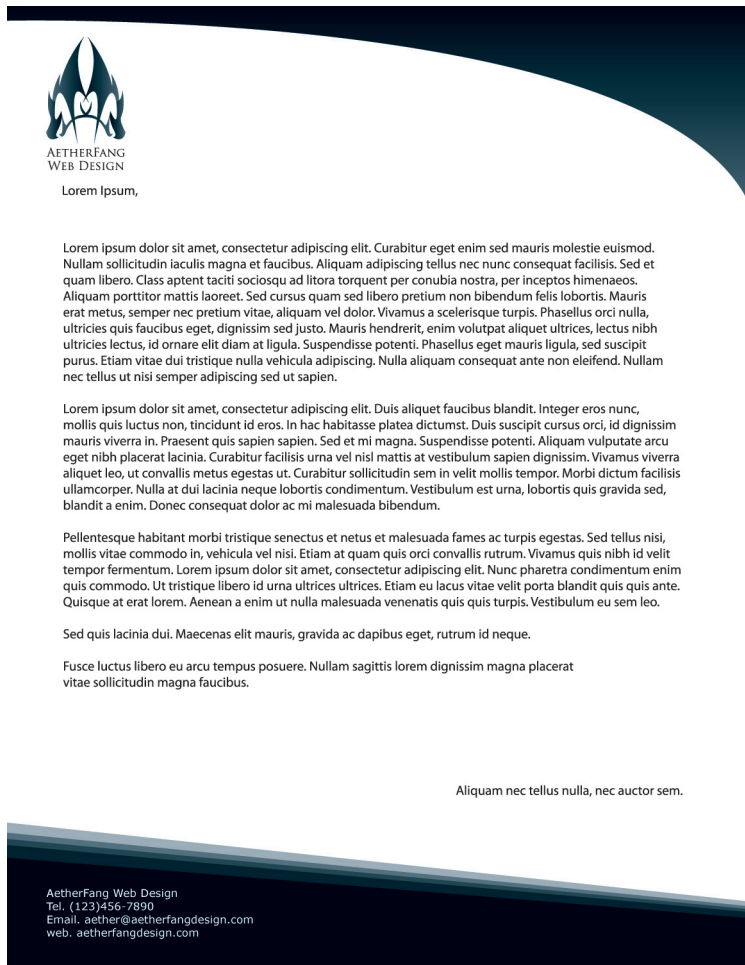 AETHERFANG
WEB DESIGN
Lorem Ipsum,
Lorem ipsum dolor sit amet, consectetur adipiscing elit. Curabitur eget enim sed mauris molestie euismod.
Nullam sollicitudin iaculis magna et faucibus. Aliquam adipiscing tellus nec nunc consequat facilisis. Sed et
quam libero. Class aptent taciti sociosqu ad litora torquent per conubia nostra, per inceptos himenaeos.
Aliquam porttitor mattis laoreet. Sed cursus quam sed libero pretium non bibendum felis lobortis. Mauris
erat metus, semper nec pretium vitae, aliquam vel dolor. Vivamus a scelerisque turpis. Phasellus orci nulla,
ultricies quis faucibus eget, dignissim sed justo. Mauris hendrerit, enim volutpat aliquet ultrices, lectus nibh
ultricies lectus, id ornare elit diam at ligula. Suspendisse potenti. Phasellus eget mauris ligula, sed suscipit
purus. Etiam vitae dui tristique nulla vehicula adipiscing. Nulla aliquam consequat ante non eleifend. Nullam
nec tellus ut nisi semper adipiscing sed ut sapien.
Lorem ipsum dolor sit amet, consectetur adipiscing elit. Duis aliquet faucibus blandit. Integer eros nunc,
mollis quis luctus non, tincidunt id eros. In hac habitasse platea dictumst. Duis suscipit cursus orci, id dignissim
mauris viverra in. Praesent quis sapien sapien. Sed et mi magna. Suspendisse potenti. Aliquam vulputate arcu
eget nibh placerat lacinia. Curabitur facilisis urna vel nisl mattis at vestibulum sapien dignissim. Vivamus viverra
aliquet leo, ut convallis metus egestas ut. Curabitur sollicitudin sem in velit mollis tempor. Morbi dictum facilisis
ullamcorper. Nulla at dui lacinia neque lobortis condimentum. Vestibulum est urna, lobortis quis gravida sed,
blandit a enim. Donec consequat dolor ac mi malesuada bibendum.
Pellentesque habitant morbi tristique senectus et netus et malesuada fames ac turpis egestas. Sed tellus nisi,
mollis vitae commodo in, vehicula vel nisi. Etiam at quam quis orci convallis rutrum. Vivamus quis nibh id velit
tempor fermentum. Lorem ipsum dolor sit amet, consectetur adipiscing elit. Nunc pharetra condimentum enim
quis commodo. Ut tristique libero id urna ultrices ultrices. Etiam eu lacus vitae velit porta blandit quis quis ante.
Quisque at erat lorem. Aenean a enim ut nulla malesuada venenatis quis quis turpis. Vestibulum eu sem leo.
Sed quis lacinia dui. Maecenas elit mauris, gravida ac dapibus eget, rutrum id neque.
Fusce luctus libero eu arcu tempus posuere. Nullam sagittis lorem dignissim magna placerat
vitae sollicitudin magna faucibus.
Aliquam nec tellus nulla, nec auctor sem.
AetherFang Web Design
Tel. (123)456-7890
Email. aether@aetherfangdesign.com
web. aetherfangdesign.com